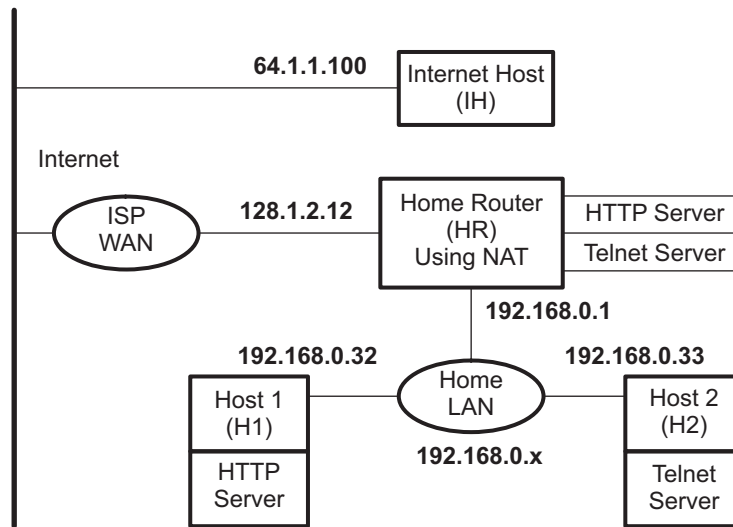 64.1.1.100
Internet Host
(IH)
Internet
ISP
WAN
128.1.2.12
Home Router
(HR)
Using NAT
HTTP Server
Telnet Server
192.168.0.1
192.168.0.32
192.168.0.33
Home
LAN
Host 1
(H1)
Host 2
(H2)
192.168.0.x
HTTP
Server
Telnet
Server